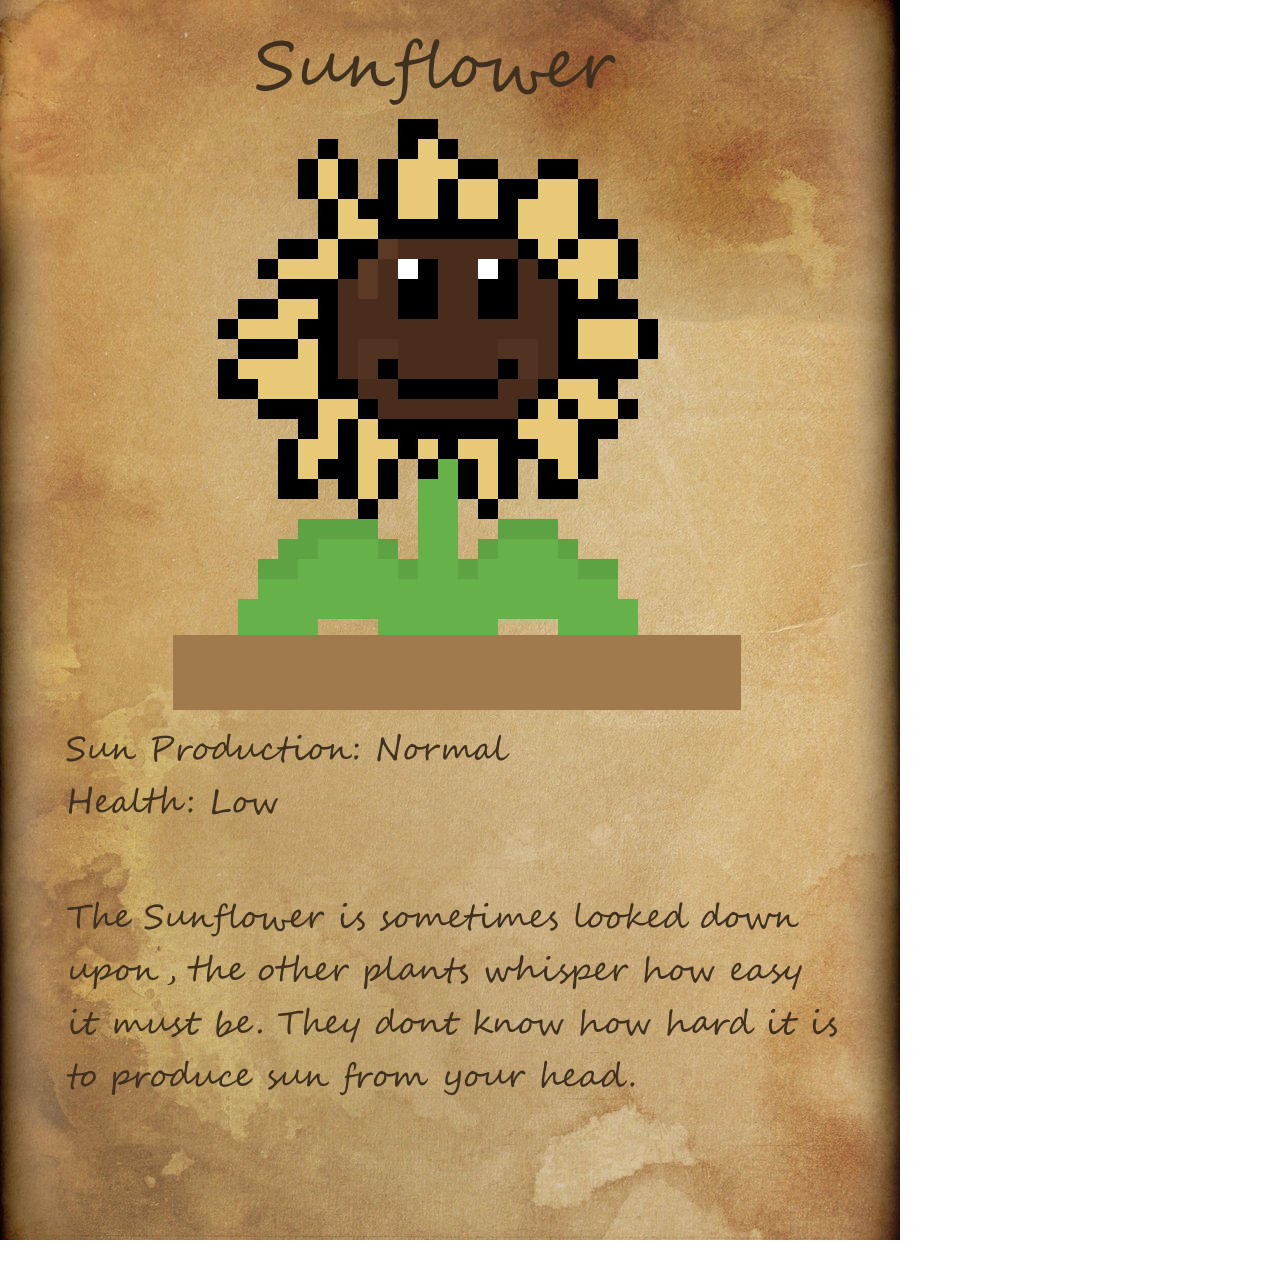 Sunflower
Sun Production: Normal
Health: Low
The Sunflower is sometimes looked down
upon , the other plants whisper how easy
it must be. They dont know how hard it is
to produce sun from your head.